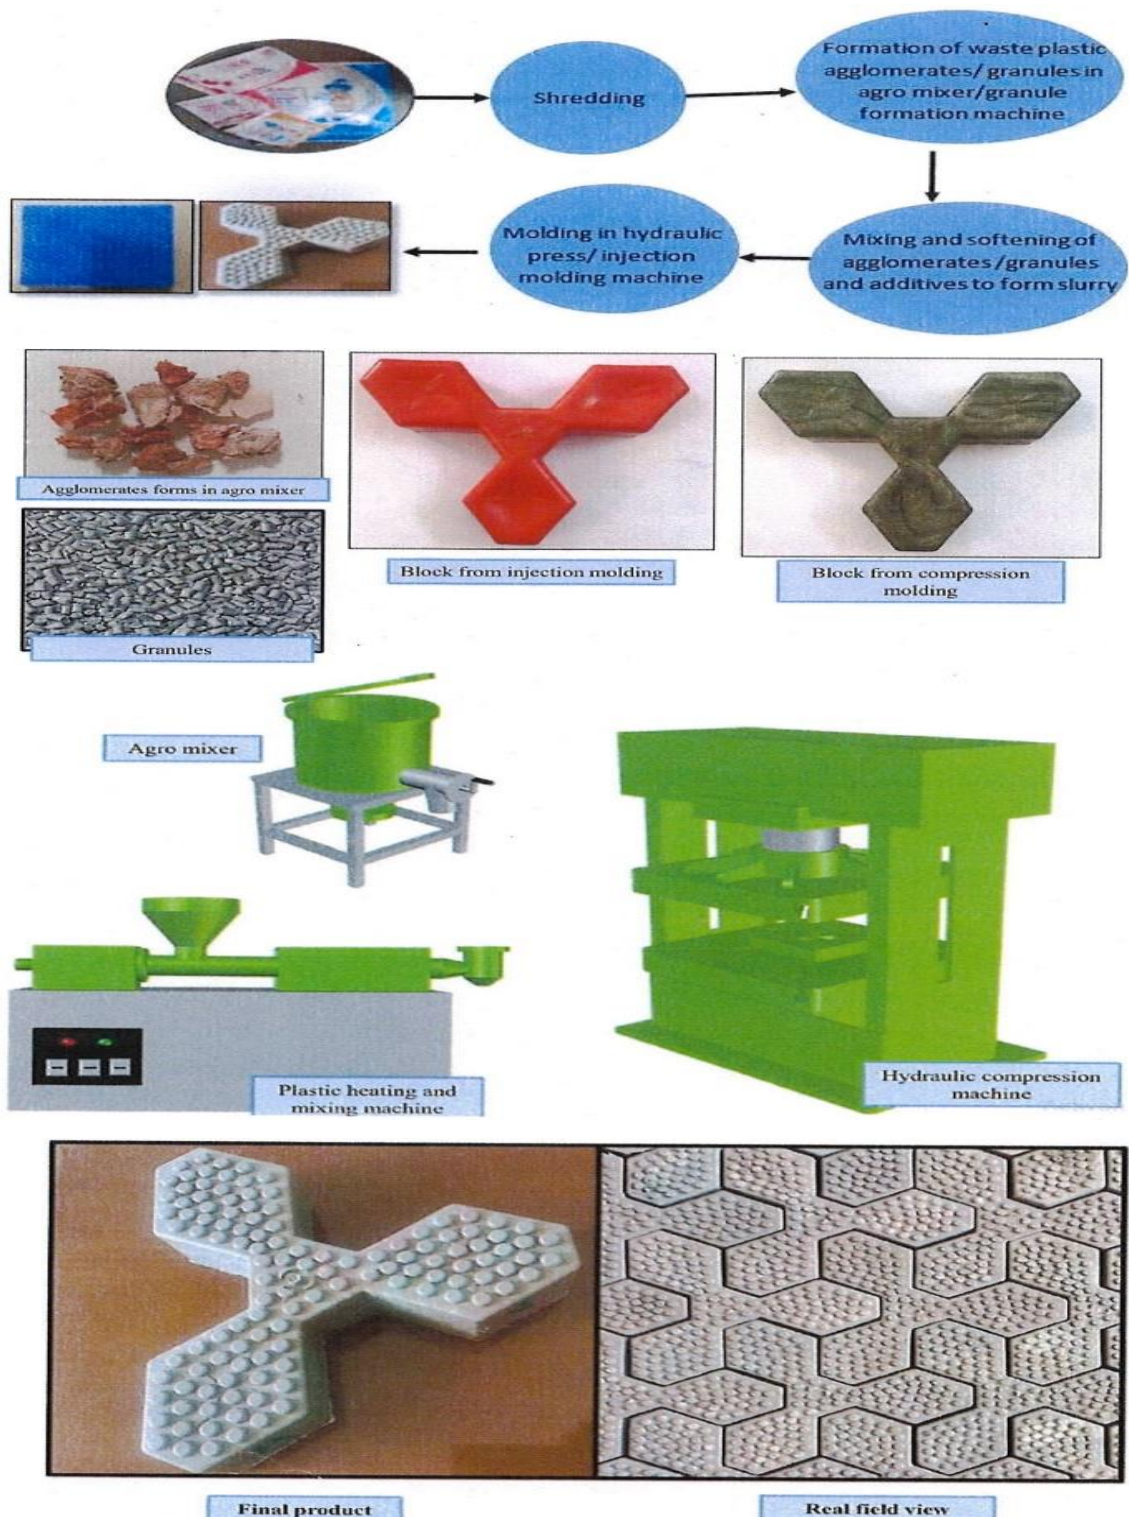 Shredding
Formation of waste plastic
agglomerates/ granules in
agro mixer/granule
formation machine
Mixing and softening of
agglomerates/granules
and additives to form slurry
Molding in hydraulic
press/ injection
molding machine
Agglomerates forms in agro mixer
Granules
Block from injection molding
Block from compression
molding
Agro mixer
Plastic heating and
mixing machine
Hydraulic compression
machine
Final product
Real field view